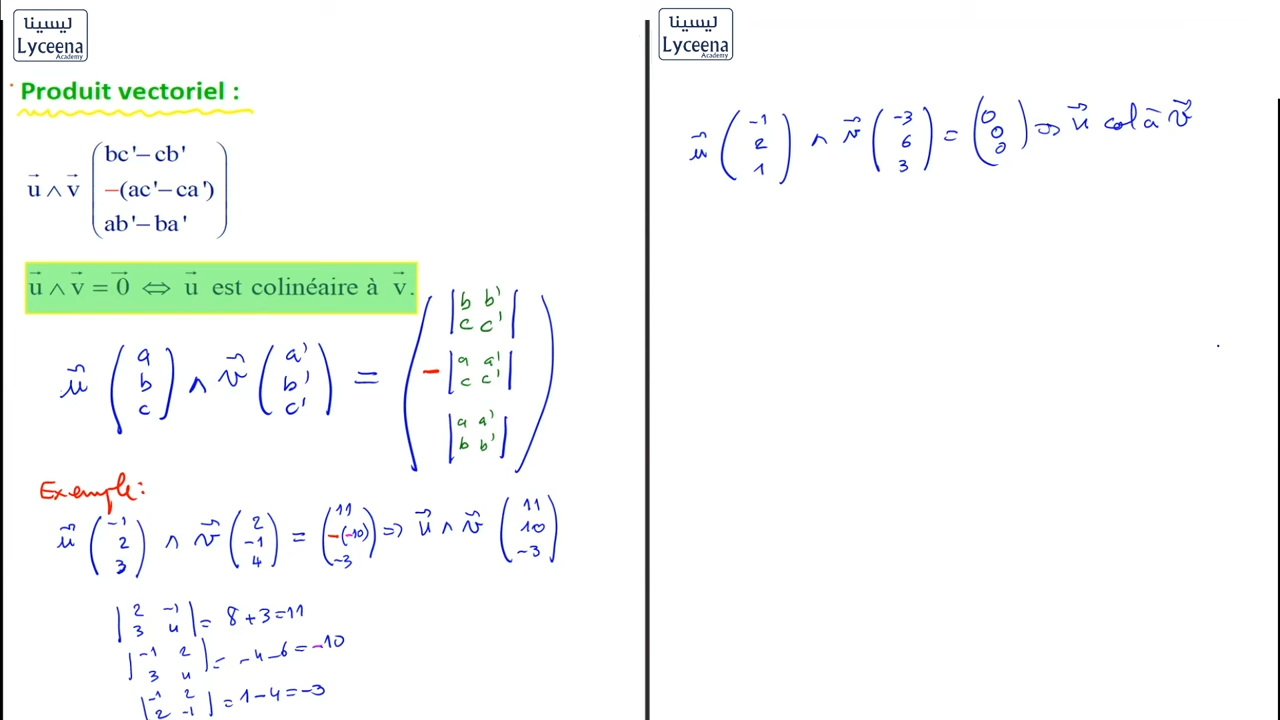 ليسينا
Lyceena
Academy
Produit vectoriel :
u ∧ v ( bc'−cb'
−(ac'−ca')
ab'−ba' )
u ∧ v = 0 ⇔ u est colinéaire à v.
u ( a b c ) ∧ v ( a' b' c' ) = ( | b b' |
| c c' |
− | a a' |
| c c' |
| a a' |
| b b' | )
Exemple:
u ( -1 2 3 ) ∧ v ( 2 -1 4 ) = ( 11 -(-10) -3 ) => u ∧ v ( 11 10 -3 )
| 2 -1 |
| 3 4 | = 8 + 3 = 11
| -1 2 |
| 3 4 | = -4 - 6 = -10
| -1 2 |
| 2 -1 | = 1 - 4 = -3
ليسينا
Lyceena
Academy
u ( -1 2 1 ) ∧ v ( -3 6 3 ) = ( 0 0 0 ) => u col à v